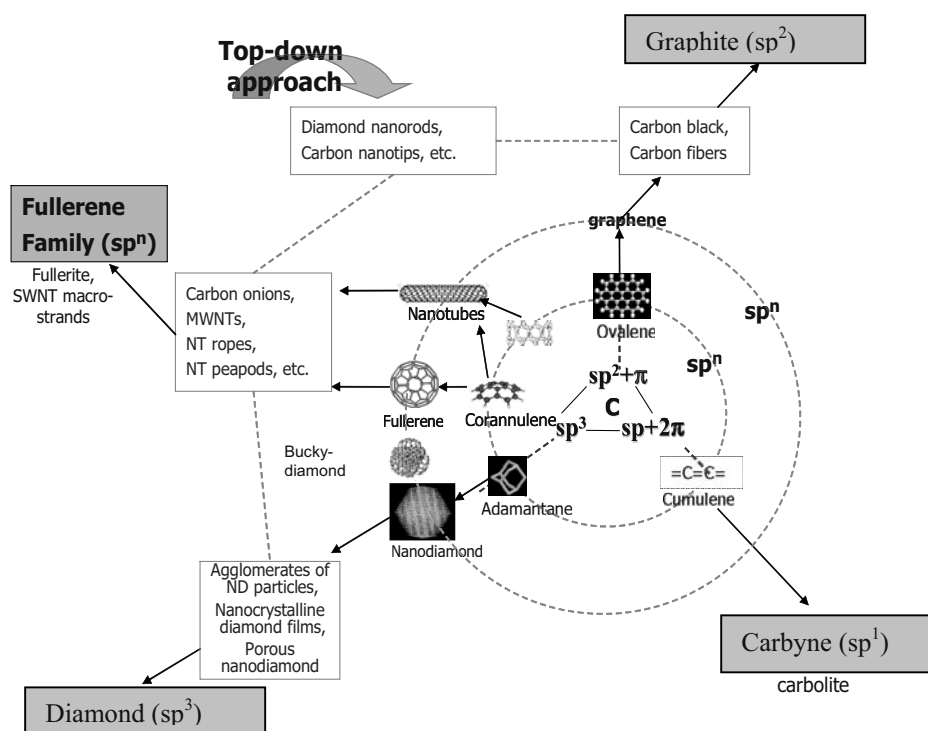 Graphite (sp²)
Top-down
approach
Diamond nanorods,
Carbon nanotips, etc.
Carbon black,
Carbon fibers
Fullerene
Family (spⁿ)
Fullerite,
SWNT macro-
strands
graphene
Carbon onions,
MWNTs,
NT ropes,
NT peapods, etc.
Nanotubes
Ovalene
spⁿ
spⁿ
sp²+π
C
sp³
sp+2π
Fullerene
Corannulene
Bucky-
diamond
=C=C=
Cumulene
Adamantane
Nanodiamond
Agglomerates of
ND particles,
Nanocrystalline
diamond films,
Porous
nanodiamond
Carbyne (sp¹)
carbolite
Diamond (sp³)